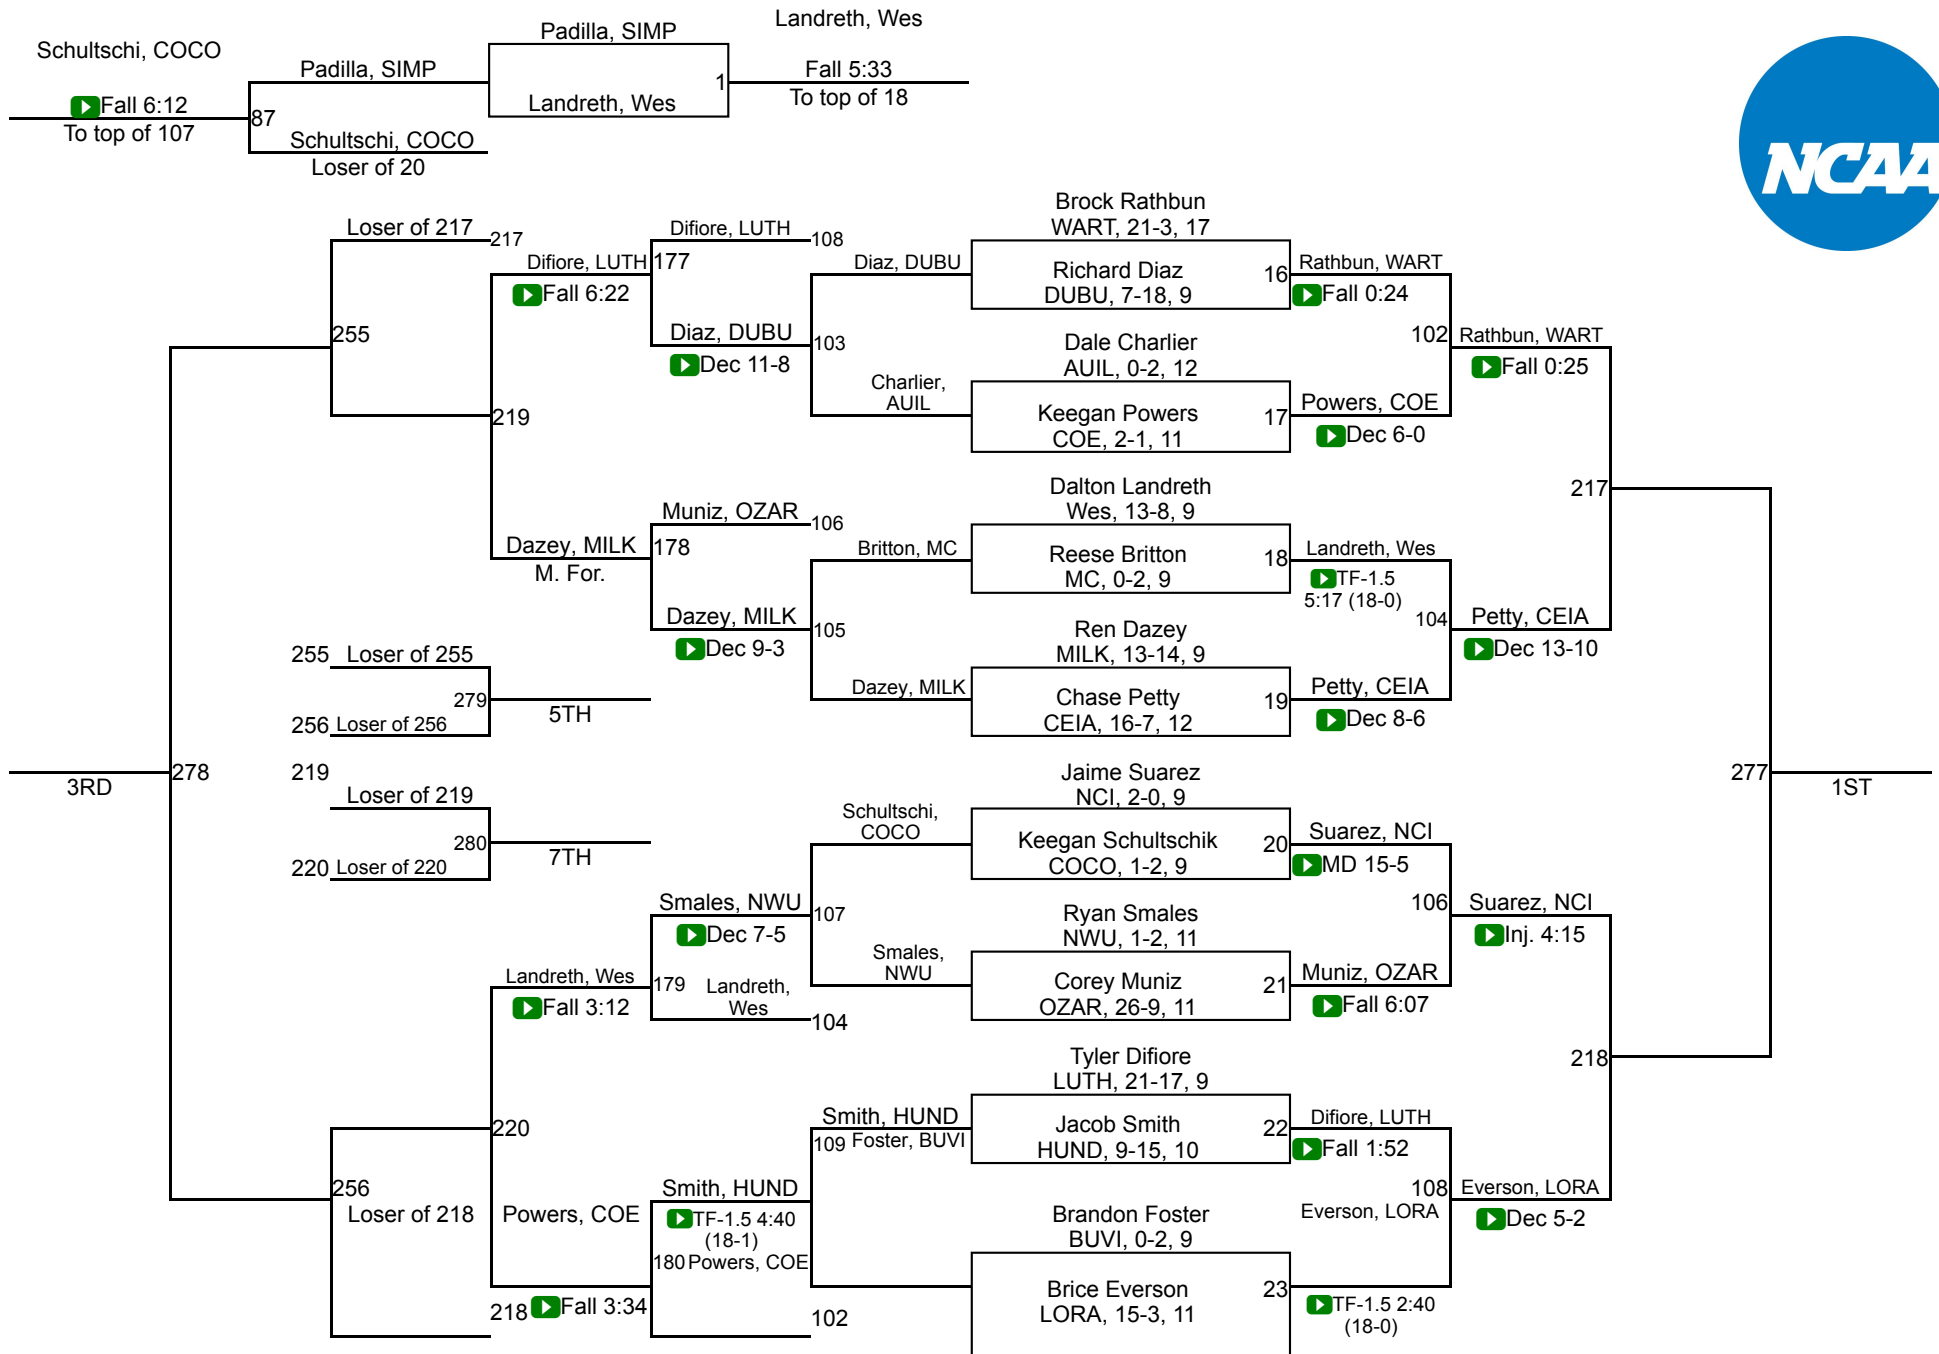 Landreth, Wes
Padilla, SIMP
Schultschi, COCO
Padilla, SIMP
Fall 5:33
1
Landreth, Wes
To top of 18
Fall 6:12
87
To top of 107
Schultschi, COCO
Loser of 20
NCAA
Brock Rathbun
WART, 21-3, 17
Loser of 217
217
Difiore, LUTH
108
Difiore, LUTH
177
Diaz, DUBU
Richard Diaz
DUBU, 7-18, 9
16
Rathbun, WART
Fall 6:22
Fall 0:24
255
Diaz, DUBU
103
Dec 11-8
Dale Charlier
AUIL, 0-2, 12
102
Rathbun, WART
Fall 0:25
Charlier,
AUIL
219
Keegan Powers
COE, 2-1, 11
17
Powers, COE
Dec 6-0
Dalton Landreth
Wes, 13-8, 9
217
Muniz, OZAR
106
Dazey, MILK
178
M. For.
Britton, MC
Reese Britton
MC, 0-2, 9
18
Landreth, Wes
TF-1.5
5:17 (18-0)
Dazey, MILK
105
Dec 9-3
Ren Dazey
MILK, 13-14, 9
104
Petty, CEIA
Dec 13-10
255
Loser of 255
279
5TH
256
Loser of 256
Dazey, MILK
Chase Petty
CEIA, 16-7, 12
19
Petty, CEIA
Dec 8-6
3RD
278
219
Loser of 219
280
7TH
220
Loser of 220
Jaime Suarez
NCI, 2-0, 9
277
1ST
Schultschi,
COCO
Keegan Schultschik
COCO, 1-2, 9
20
Suarez, NCI
MD 15-5
Smales, NWU
107
Dec 7-5
Ryan Smales
NWU, 1-2, 11
106
Suarez, NCI
Inj. 4:15
Landreth, Wes
179
Fall 3:12
Landreth,
Wes
104
Smales,
NWU
Corey Muniz
OZAR, 26-9, 11
21
Muniz, OZAR
Fall 6:07
Tyler Difiore
LUTH, 21-17, 9
218
220
Smith, HUND
109
Foster, BUVI
Jacob Smith
HUND, 9-15, 10
22
Difiore, LUTH
Fall 1:52
256
Loser of 218
Powers, COE
Smith, HUND
TF-1.5 4:40
(18-1)
180
Powers, COE
Brandon Foster
BUVI, 0-2, 9
108
Everson, LORA
Everson, LORA
Dec 5-2
218
Fall 3:34
102
Brice Everson
LORA, 15-3, 11
23
TF-1.5 2:40
(18-0)